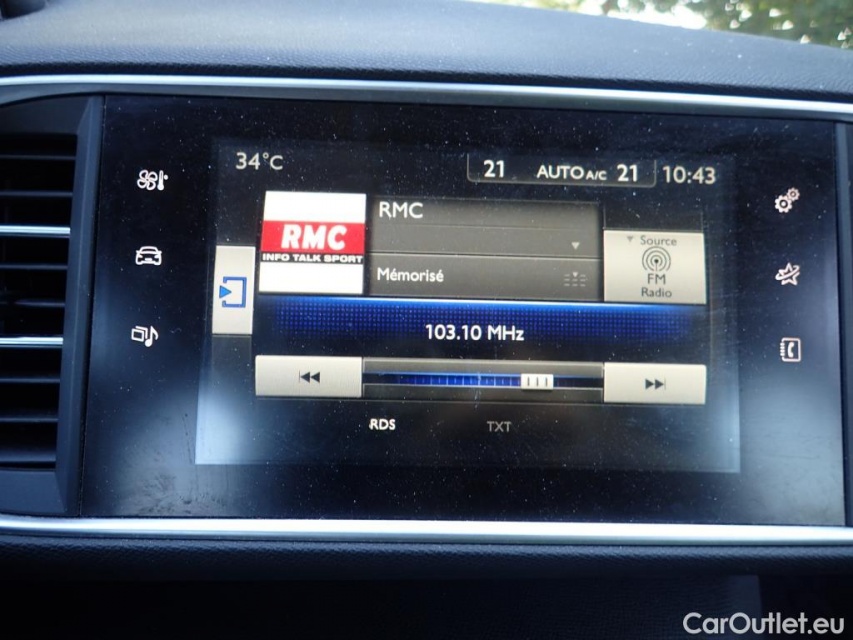 34°C
21 AUTO A/C 21 10:43
RMC
RMC
INFO TALK SPORT
Mémorisé
Source
FM
Radio
103.10 MHz
RDS TXT
CarOutlet.eu